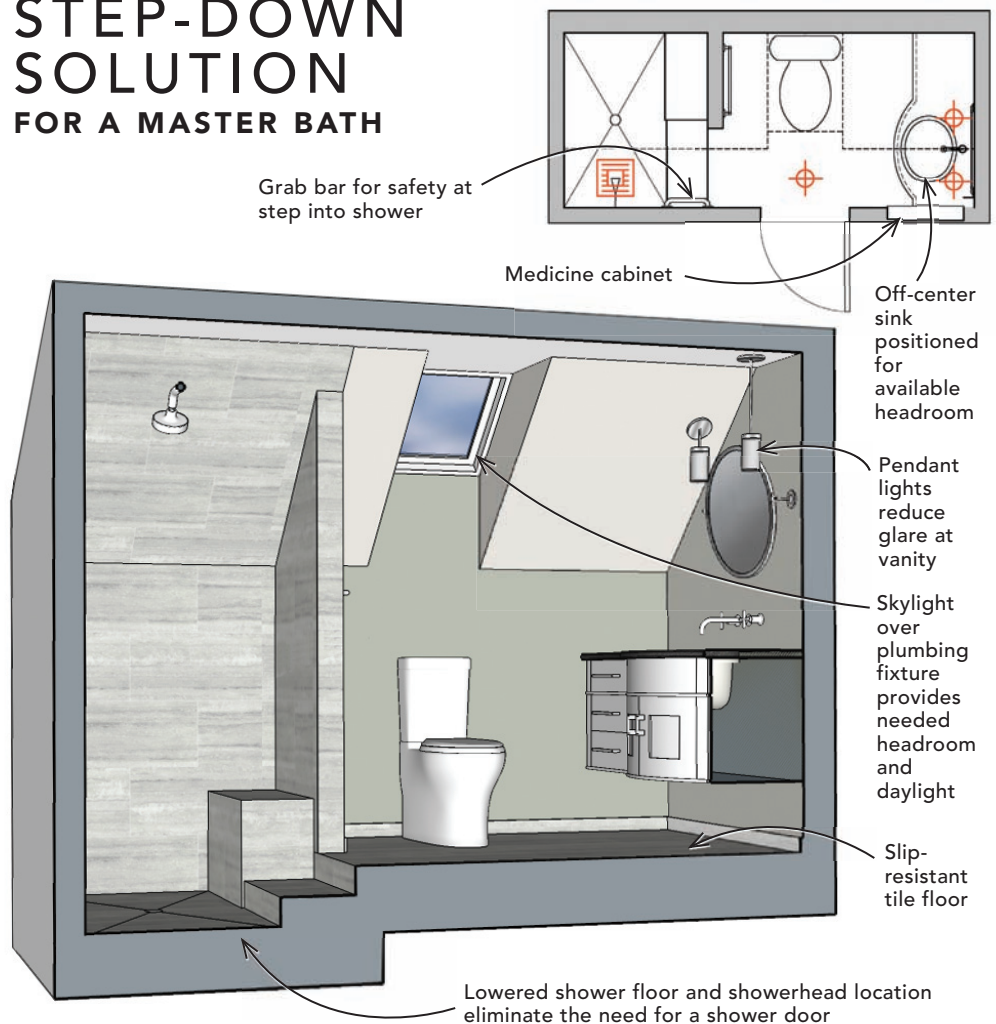 STEP-DOWN
SOLUTION
FOR A MASTER BATH
Grab bar for safety at
step into shower
Medicine cabinet
Off-center
sink
positioned
for
available
headroom
Pendant
lights
reduce
glare at
vanity
Skylight
over
plumbing
fixture
provides
needed
headroom
and
daylight
Slip-
resistant
tile floor
Lowered shower floor and showerhead location
eliminate the need for a shower door